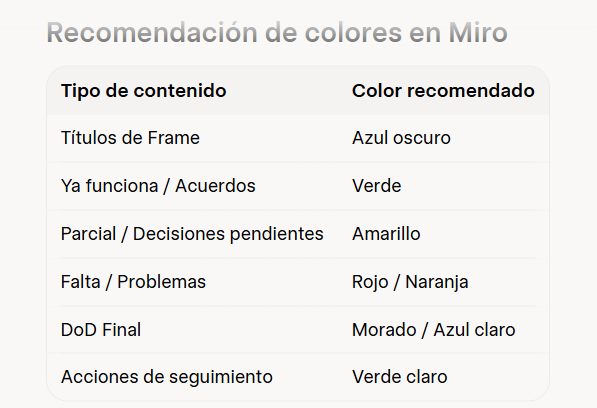 Recomendación de colores en Miro
Tipo de contenido Color recomendado
Títulos de Frame Azul oscuro
Ya funciona / Acuerdos Verde
Parcial / Decisiones pendientes Amarillo
Falta / Problemas Rojo / Naranja
DoD Final Morado / Azul claro
Acciones de seguimiento Verde claro